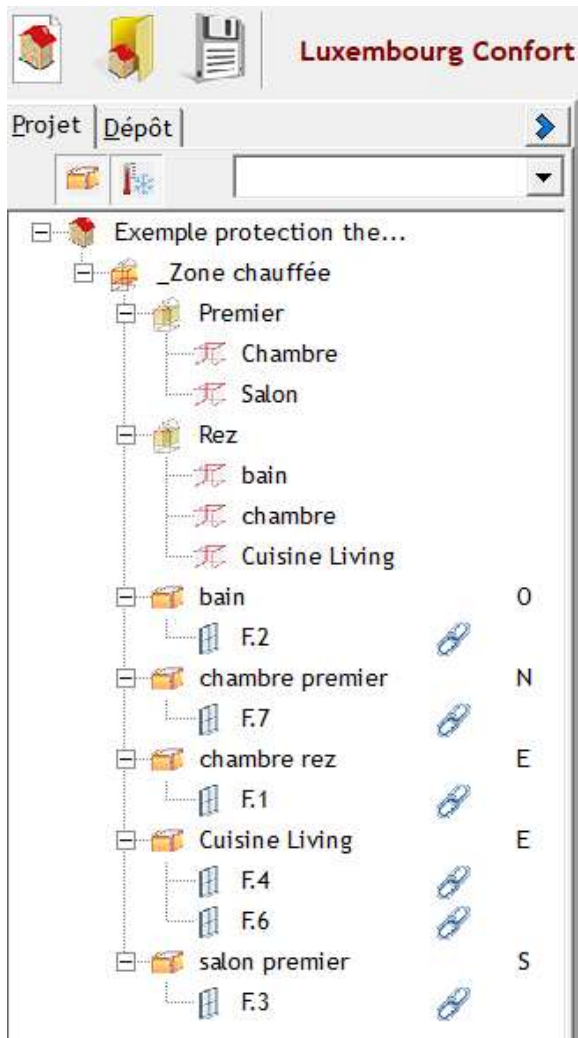 Luxembourg Confort
Projet Dépôt
Exemple protection the...
_Zone chauffée
Premier
Chambre
Salon
Rez
bain
chambre
Cuisine Living
bain O
F.2
chambre premier N
F.7
chambre rez E
F.1
Cuisine Living E
F.4
F.6
salon premier S
F.3